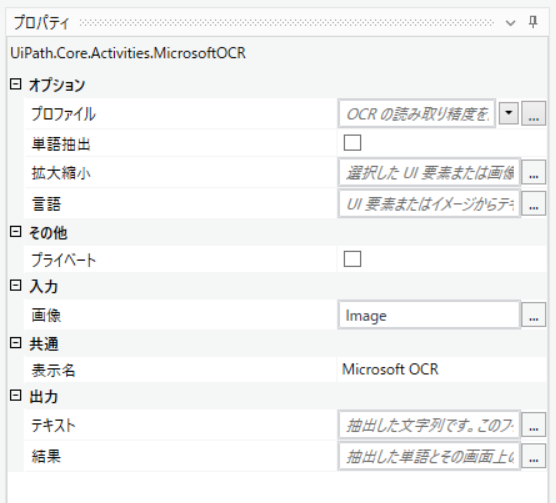 プロパティ
UiPath.Core.Activities.MicrosoftOCR
オプション
プロファイル OCR の読み取り精度を ...
単語抽出
拡大縮小 選択した UI 要素または画像 ...
言語 UI 要素またはイメージからテキ ...
その他
プライベート
入力
画像 Image ...
共通
表示名 Microsoft OCR
出力
テキスト 抽出した文字列です。このフ ...
結果 抽出した単語とその画面上の ...